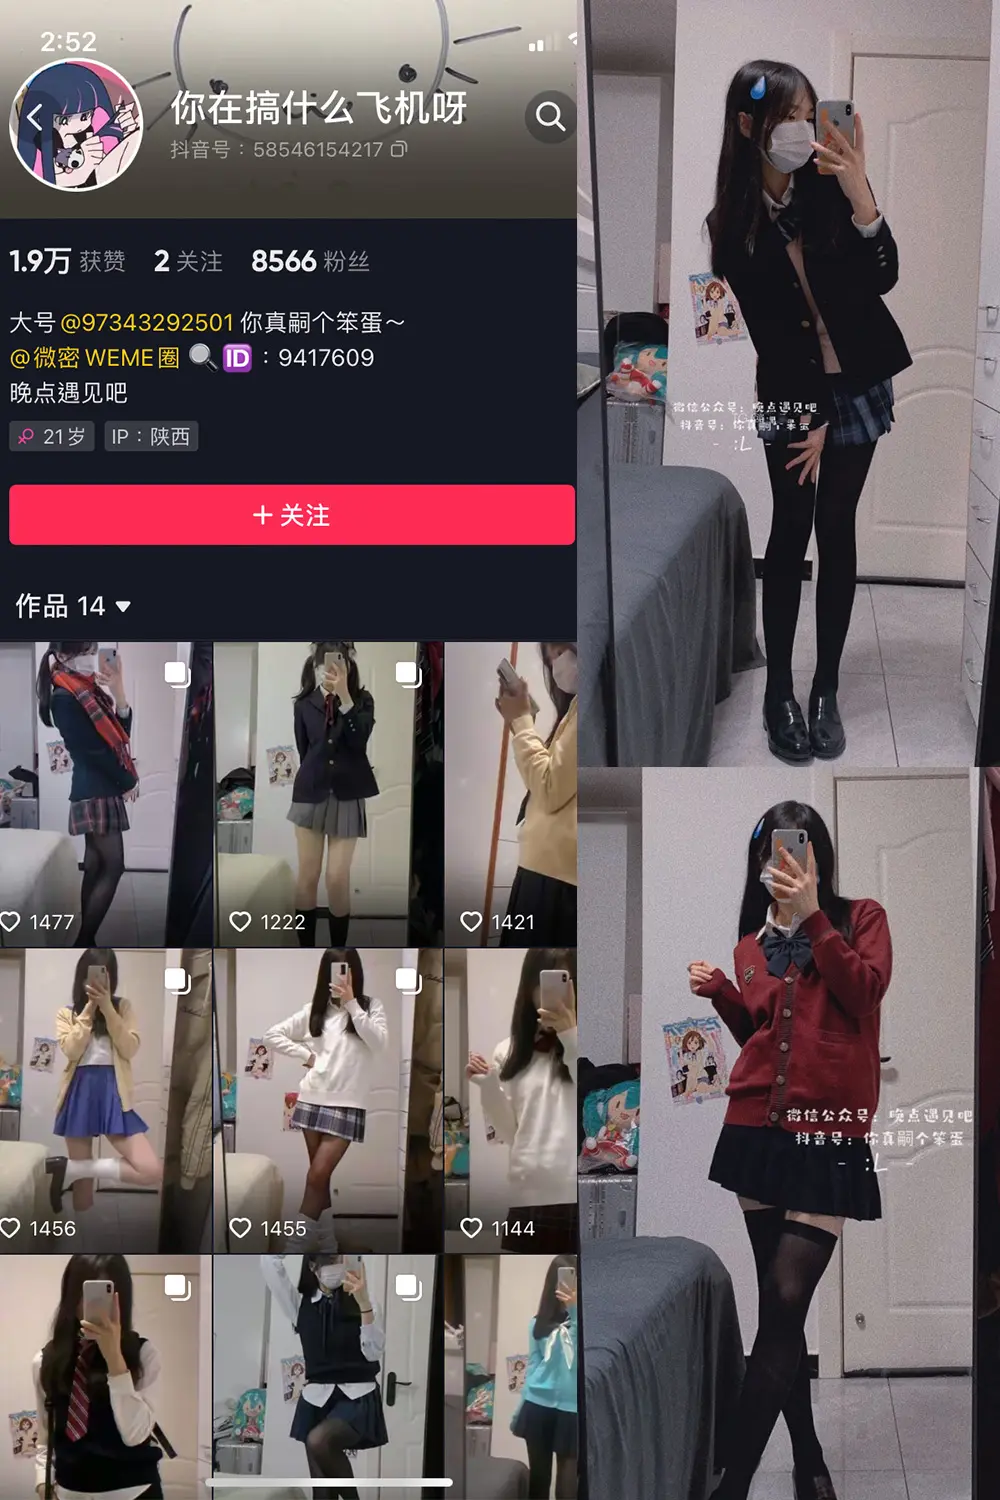 2:52
你在搞什么飞机呀
抖音号：58546154217
1.9万 获赞 2 关注 8566 粉丝
大号 @97343292501 你真嗣个笨蛋～
@微密 WEME圈 🔍🆔：9417609
晚点遇见吧
21岁 IP：陕西
+ 关注
作品 14
1477
1222
1421
1456
1455
1144
微信公众号：晚点遇见吧
抖音号：你真嗣个笨蛋
- :L -
微信公众号：晚点遇见吧
抖音号：你真嗣个笨蛋
- :L -